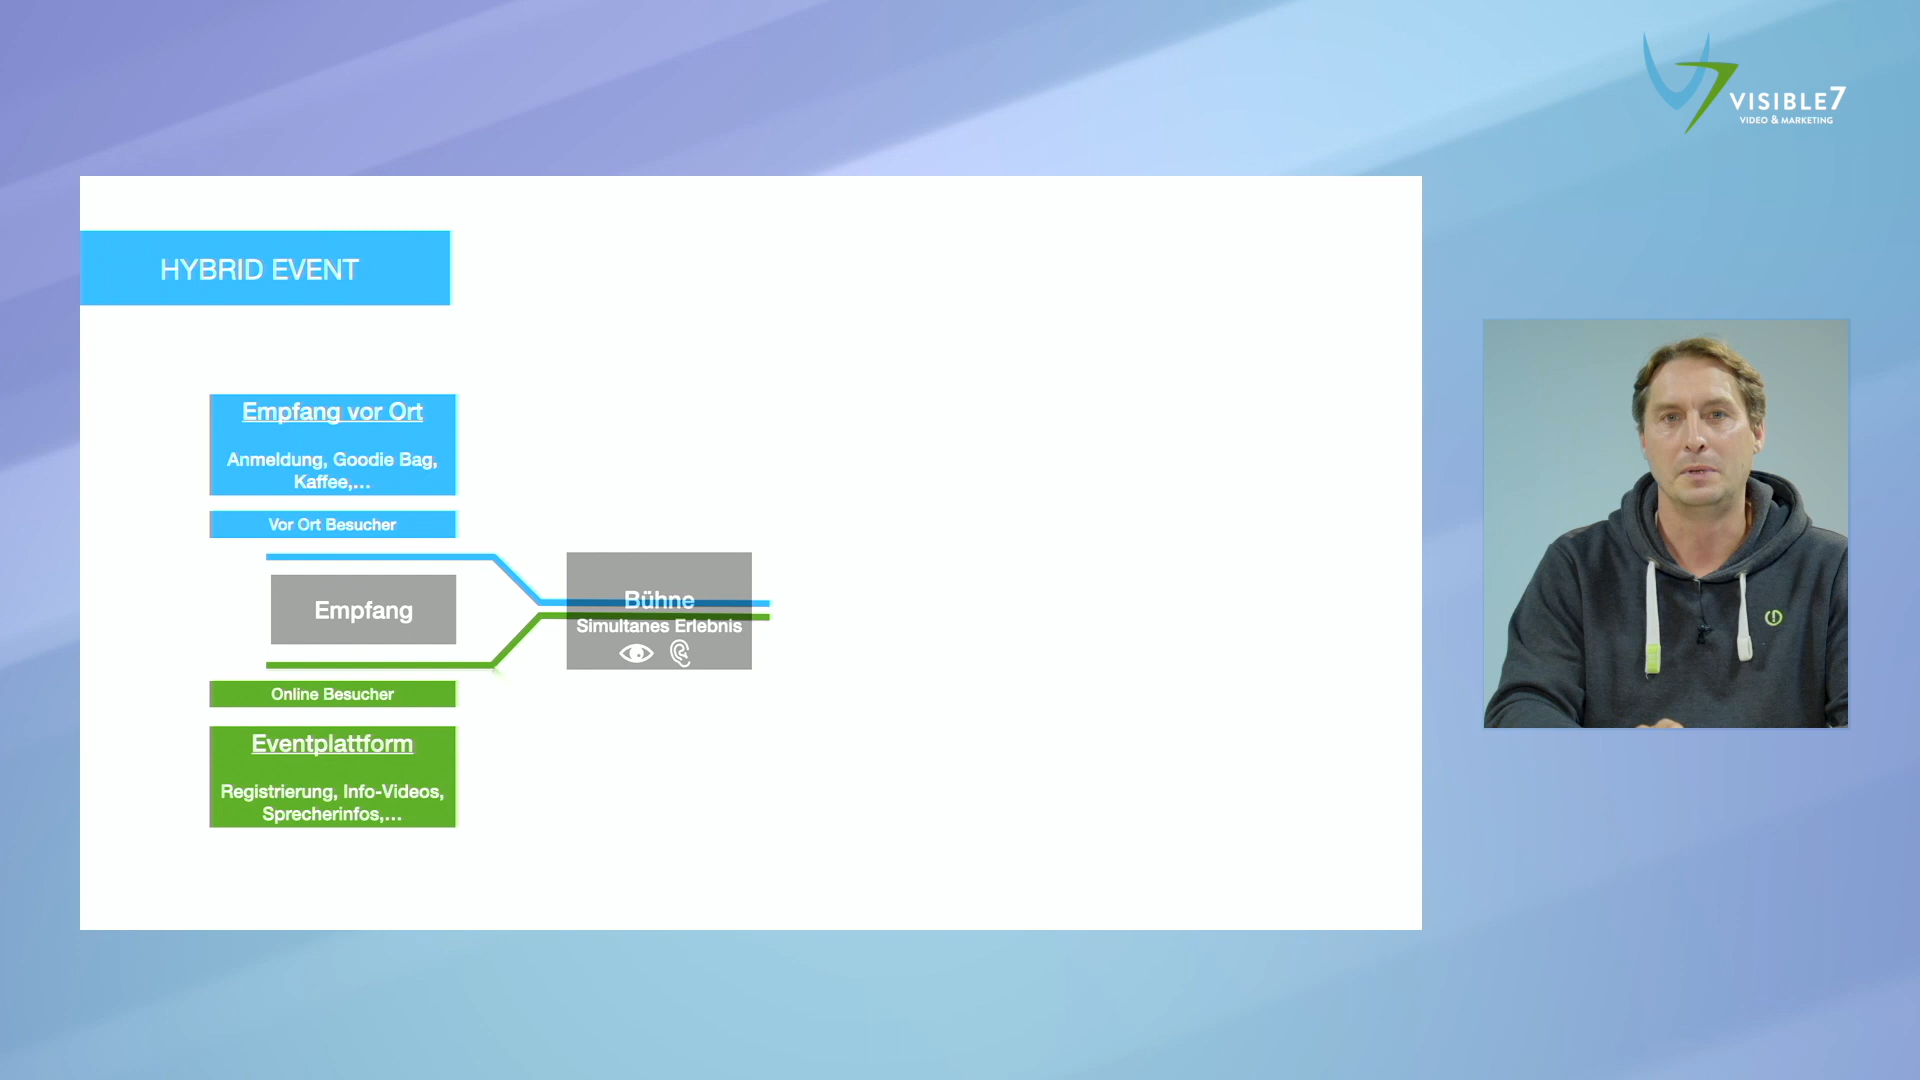 VISIBLE7
VIDEO & MARKETING
HYBRID EVENT
Empfang vor Ort
Anmeldung, Goodie Bag,
Kaffee,...
Vor Ort Besucher
Empfang
Bühne
Simultanes Erlebnis
Online Besucher
Eventplattform
Registrierung, Info-Videos,
Sprecherinfos,...